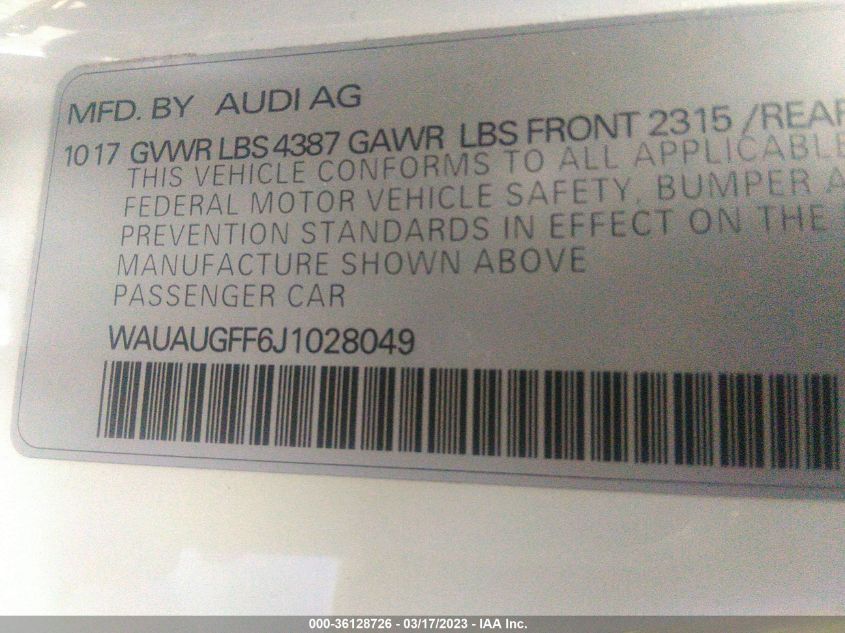 MFD. BY AUDI AG
10 17 GVWR LBS 4387 GAWR LBS FRONT 2315 /REAR
THIS VEHICLE CONFORMS TO ALL APPLICABLE
FEDERAL MOTOR VEHICLE SAFETY, BUMPER A
PREVENTION STANDARDS IN EFFECT ON THE
MANUFACTURE SHOWN ABOVE
PASSENGER CAR
WAUAUGFF6J1028049
000-36128726 - 03/17/2023 - IAA Inc.